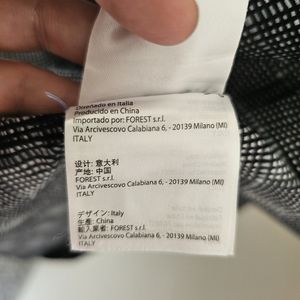 Diseñado en Italia
Producido en China
Importado por: FOREST s.r.l.
Via Arcivescovo Calabiana 6, - 20139 Milano (MI)
ITALY
设计: 意大利
产地: 中国
FOREST s.r.l.
Via Arcivescovo Calabiana 6, - 20139 Milano (MI)
ITALY
デザイン: Italy
生産: China
輸入業者: FOREST s.r.l.
Via Arcivescovo Calabiana 6, - 20139 Milano (MI)
ITALY